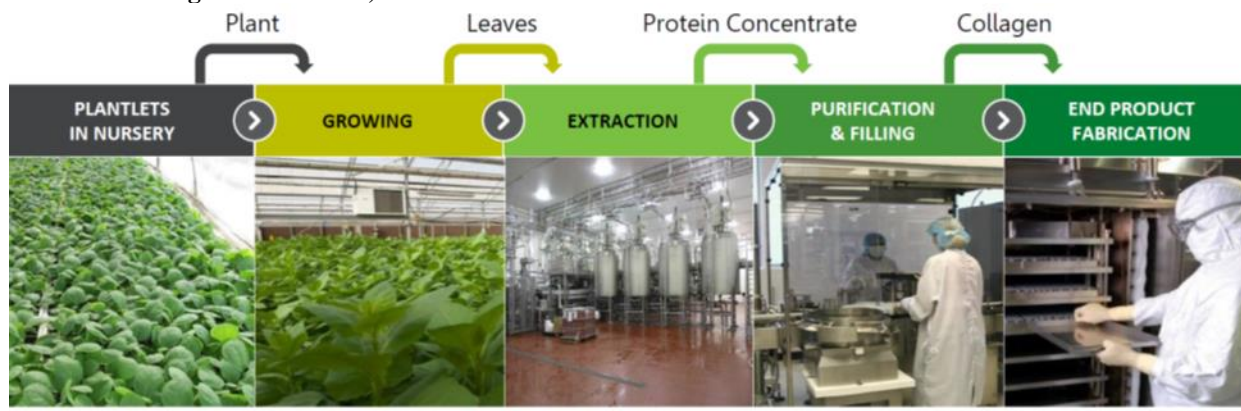 Plant
Leaves
Protein Concentrate
Collagen
PLANTLETS
IN NURSERY
GROWING
EXTRACTION
PURIFICATION
& FILLING
END PRODUCT
FABRICATION